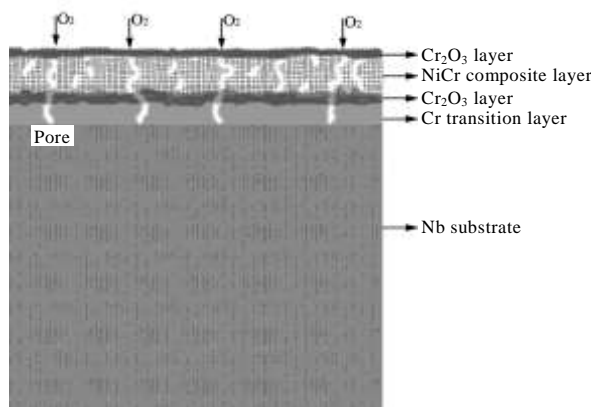 O₂ O₂ O₂ O₂
Cr₂O₃ layer
NiCr composite layer
Cr₂O₃ layer
Cr transition layer
Pore
Nb substrate